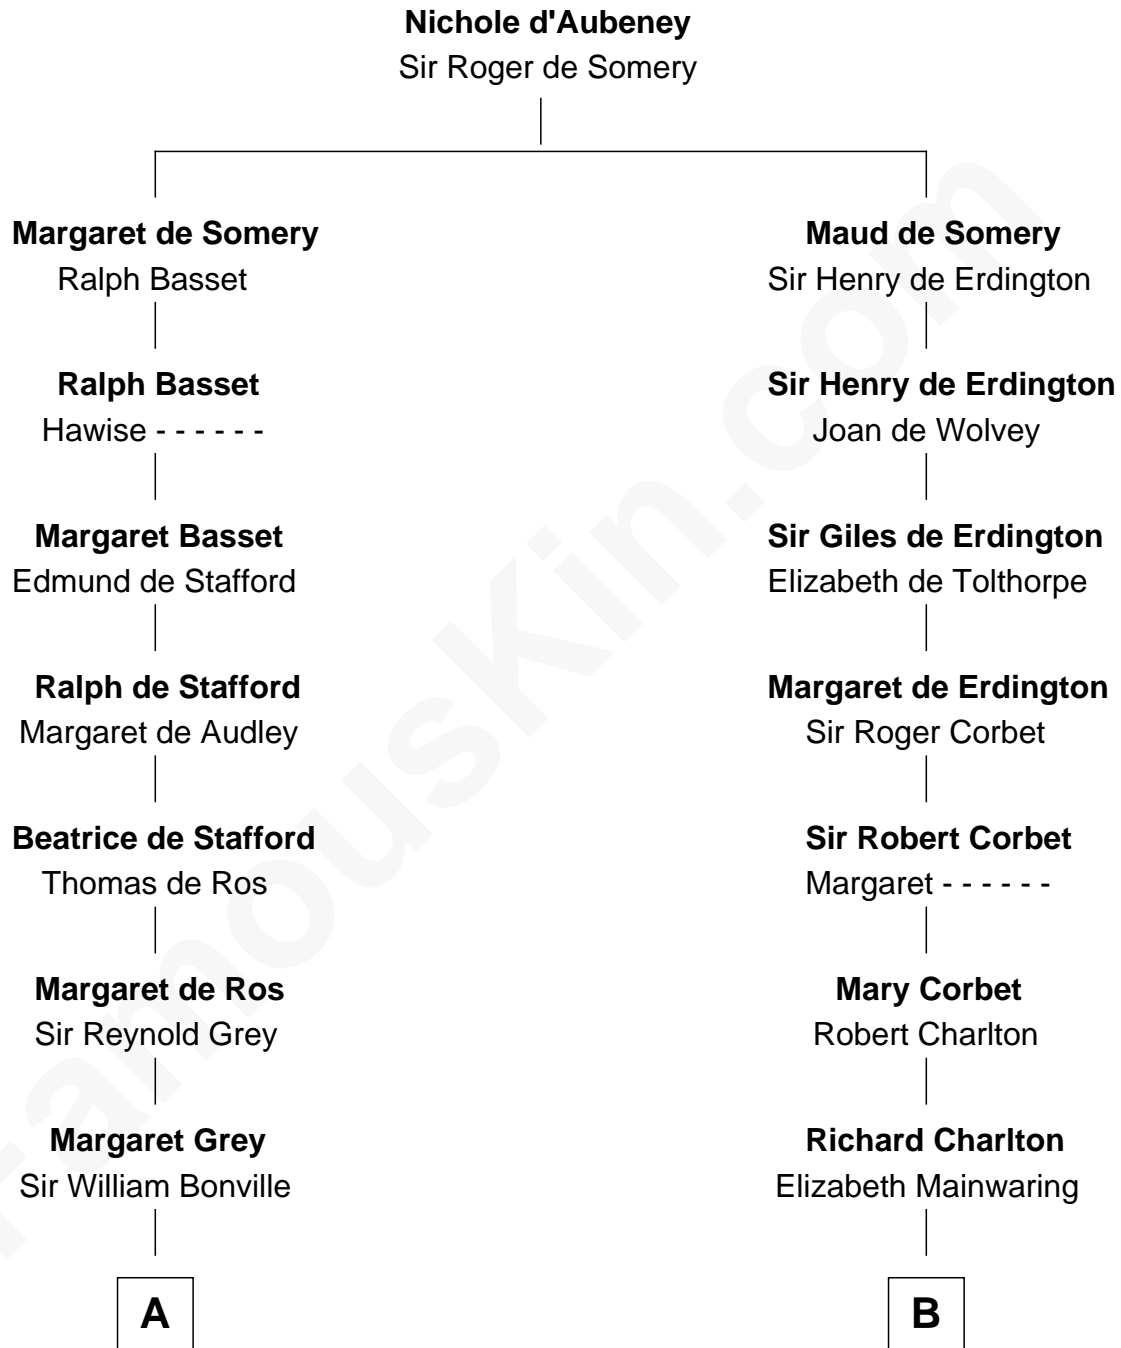 Nichole d'Aubeney
Sir Roger de Somery
Margaret de Somery
Ralph Basset
Maud de Somery
Sir Henry de Erdington
Ralph Basset
Hawise - - - - - -
Sir Henry de Erdington
Joan de Wolvey
Margaret Basset
Edmund de Stafford
Sir Giles de Erdington
Elizabeth de Tolthorpe
Ralph de Stafford
Margaret de Audley
Margaret de Erdington
Sir Roger Corbet
Beatrice de Stafford
Thomas de Ros
Sir Robert Corbet
Margaret - - - - - -
Margaret de Ros
Sir Reynold Grey
Mary Corbet
Robert Charlton
Margaret Grey
Sir William Bonville
Richard Charlton
Elizabeth Mainwaring
A
B
FamousKin.com